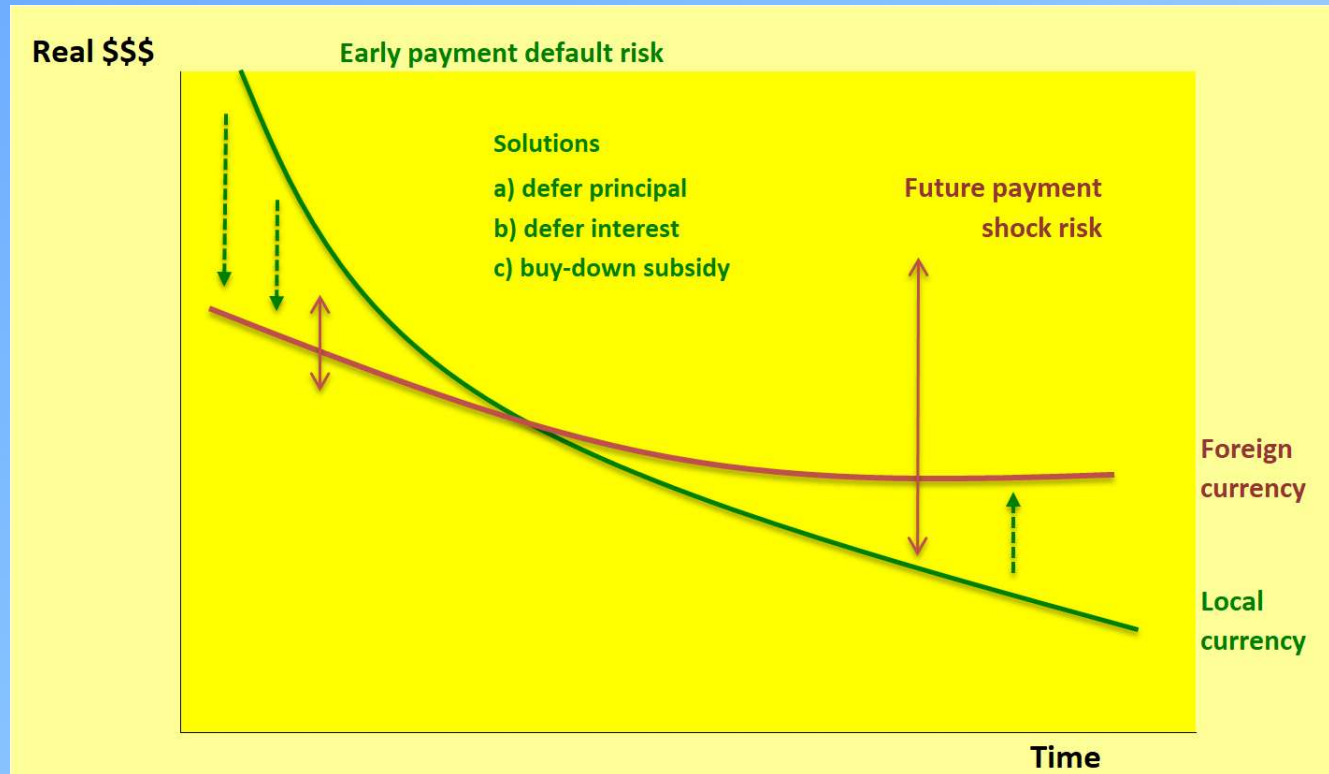 Real $$$
Early payment default risk
Solutions
a) defer principal
b) defer interest
c) buy-down subsidy
Future payment
shock risk
Foreign
currency
Local
currency
Time